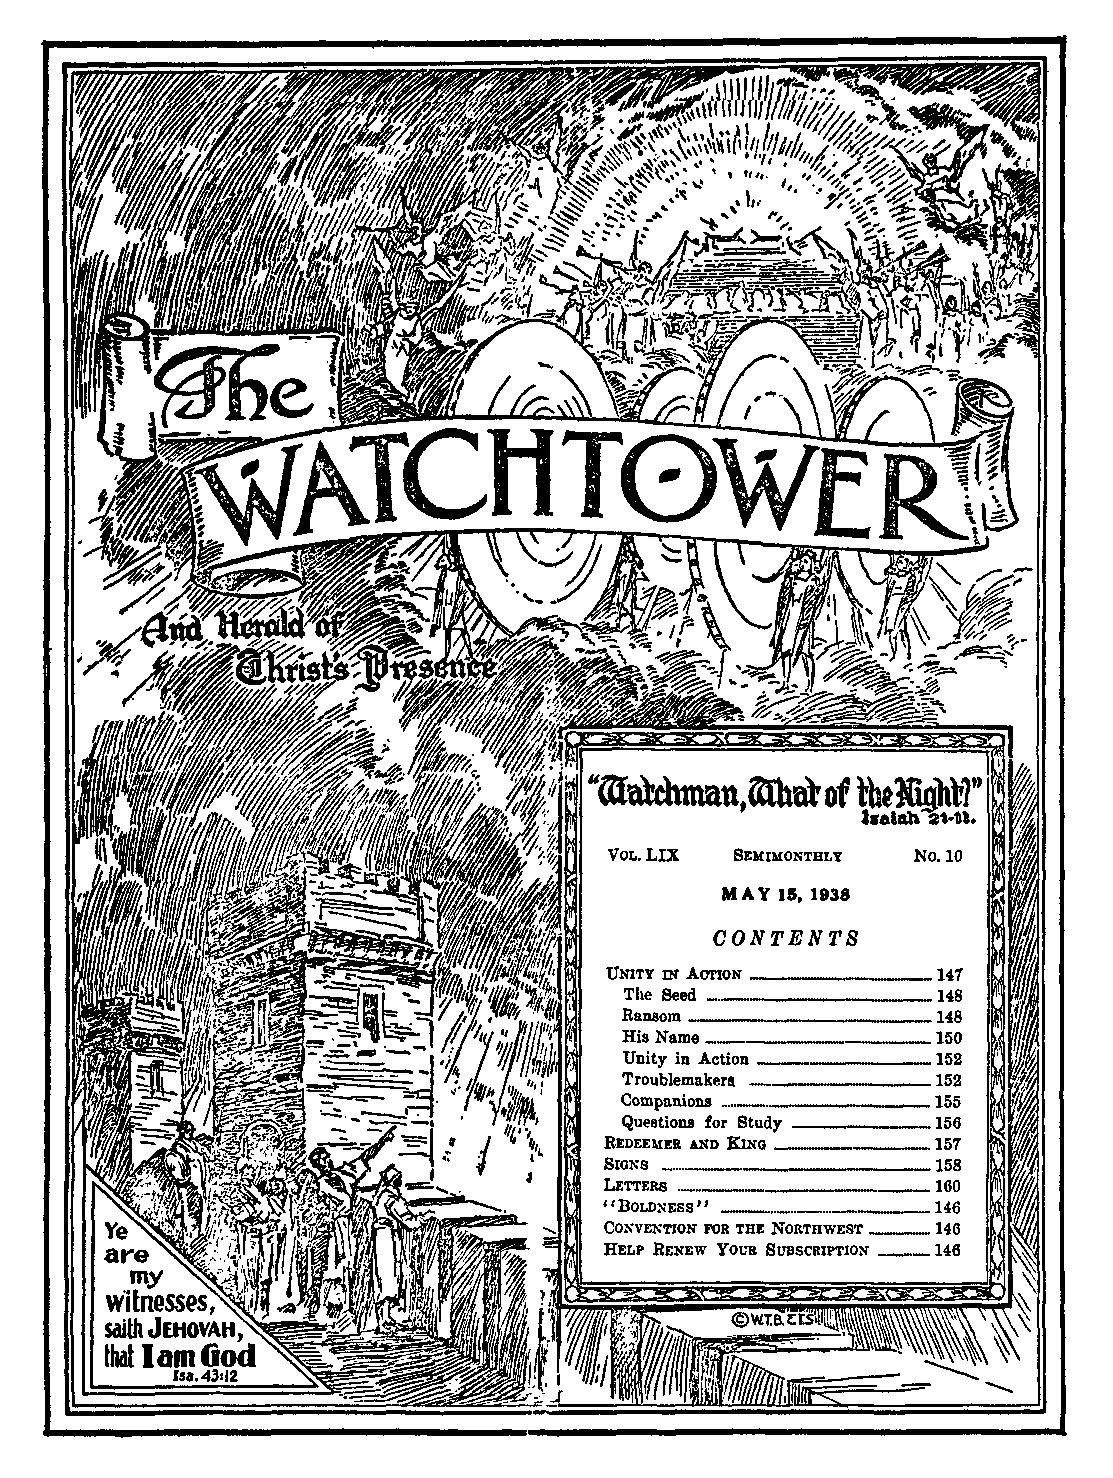 The
WATCHTOWER
And Herald of
Christ's Presence
"Watchman, What of the Night?"
Isaiah 21-11.
VOL. LIX SEMIMONTHLY NO. 10
MAY 15, 1938
CONTENTS
UNITY IN ACTION 147
The Seed 148
Ransom 148
His Name 150
Unity in Action 152
Troublemakers 152
Companions 155
Questions for Study 156
REDEEMER AND KING 157
SIGNS 158
LETTERS 160
"BOLDNESS" 146
CONVENTION FOR THE NORTHWEST 146
HELP RENEW YOUR SUBSCRIPTION 146
Ye
are
my
witnesses,
saith JEHOVAH,
that I am God
Isa. 43:12
©W.T.B.&T.S.